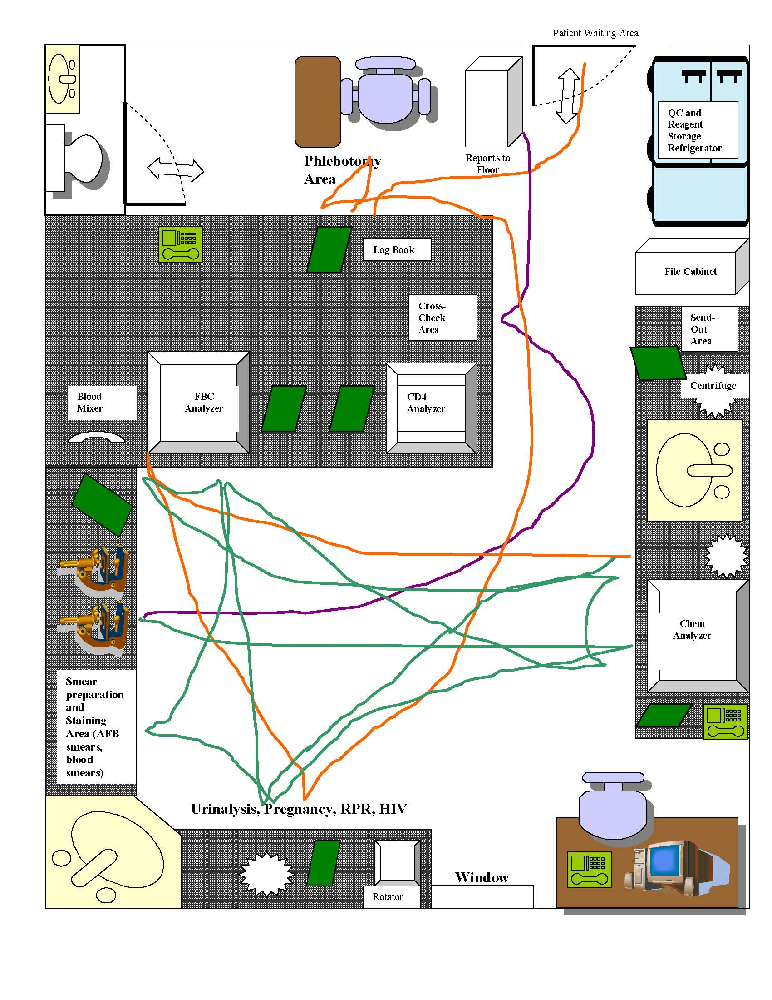 Patient Waiting Area
QC and
Reagent
Storage
Refrigerator
Phlebotomy
Area
Reports to
Floor
Log Book
File Cabinet
Cross-
Check
Area
Send-
Out
Area
Centrifuge
Blood
Mixer
FBC
Analyzer
CD4
Analyzer
Chem
Analyzer
Smear
preparation
and
Staining
Area (AFB
smears,
blood
smears)
Urinalysis, Pregnancy, RPR, HIV
Window
Rotator